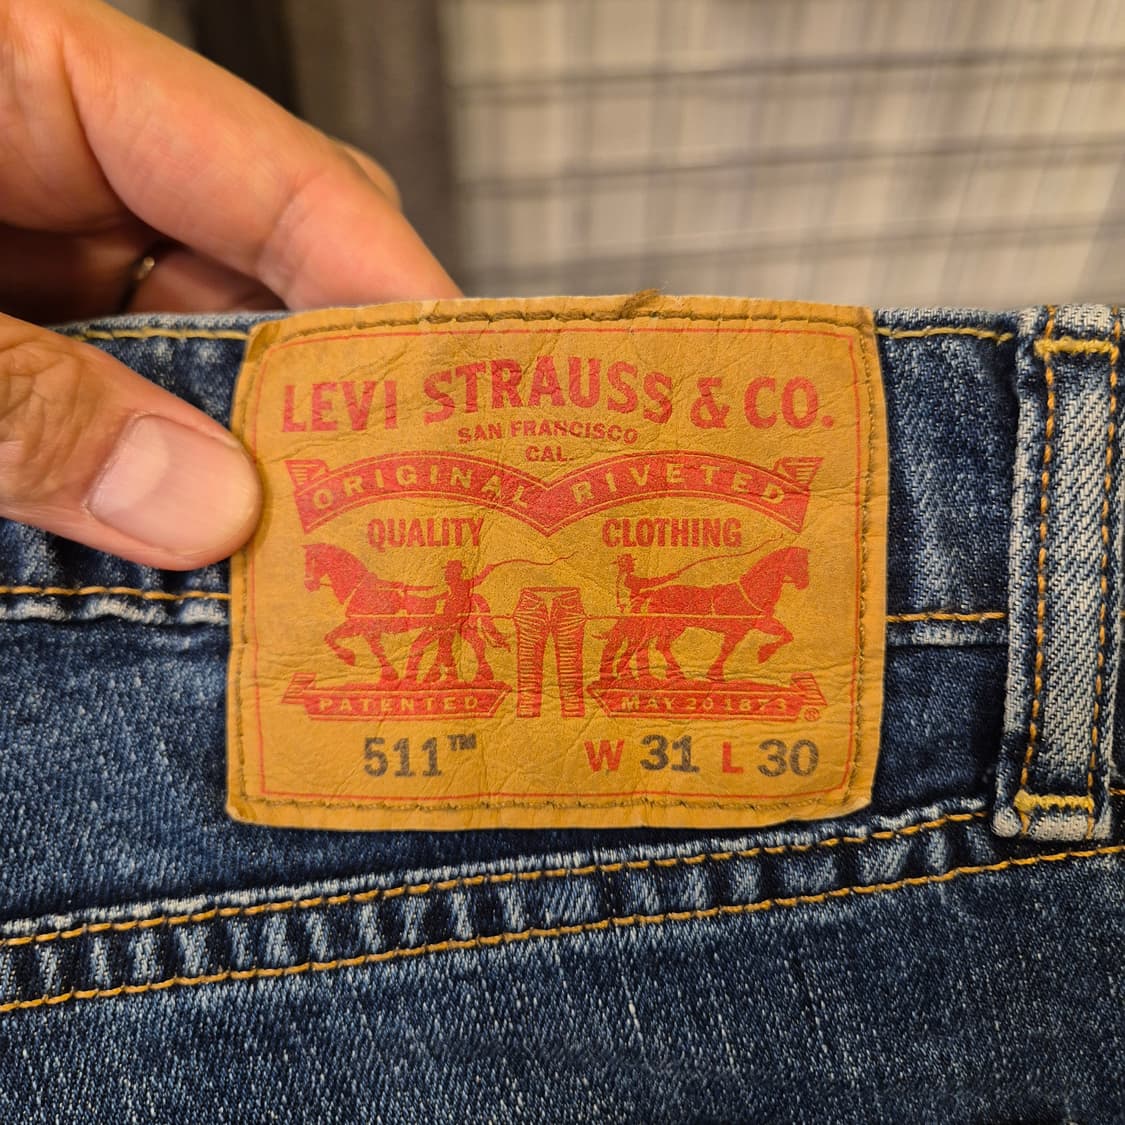 LEVI STRAUSS & CO.
SAN FRANCISCO
CAL.
ORIGINAL RIVETED
QUALITY CLOTHING
PATENTED MAY 20 1873 ®
511™ W 31 L 30